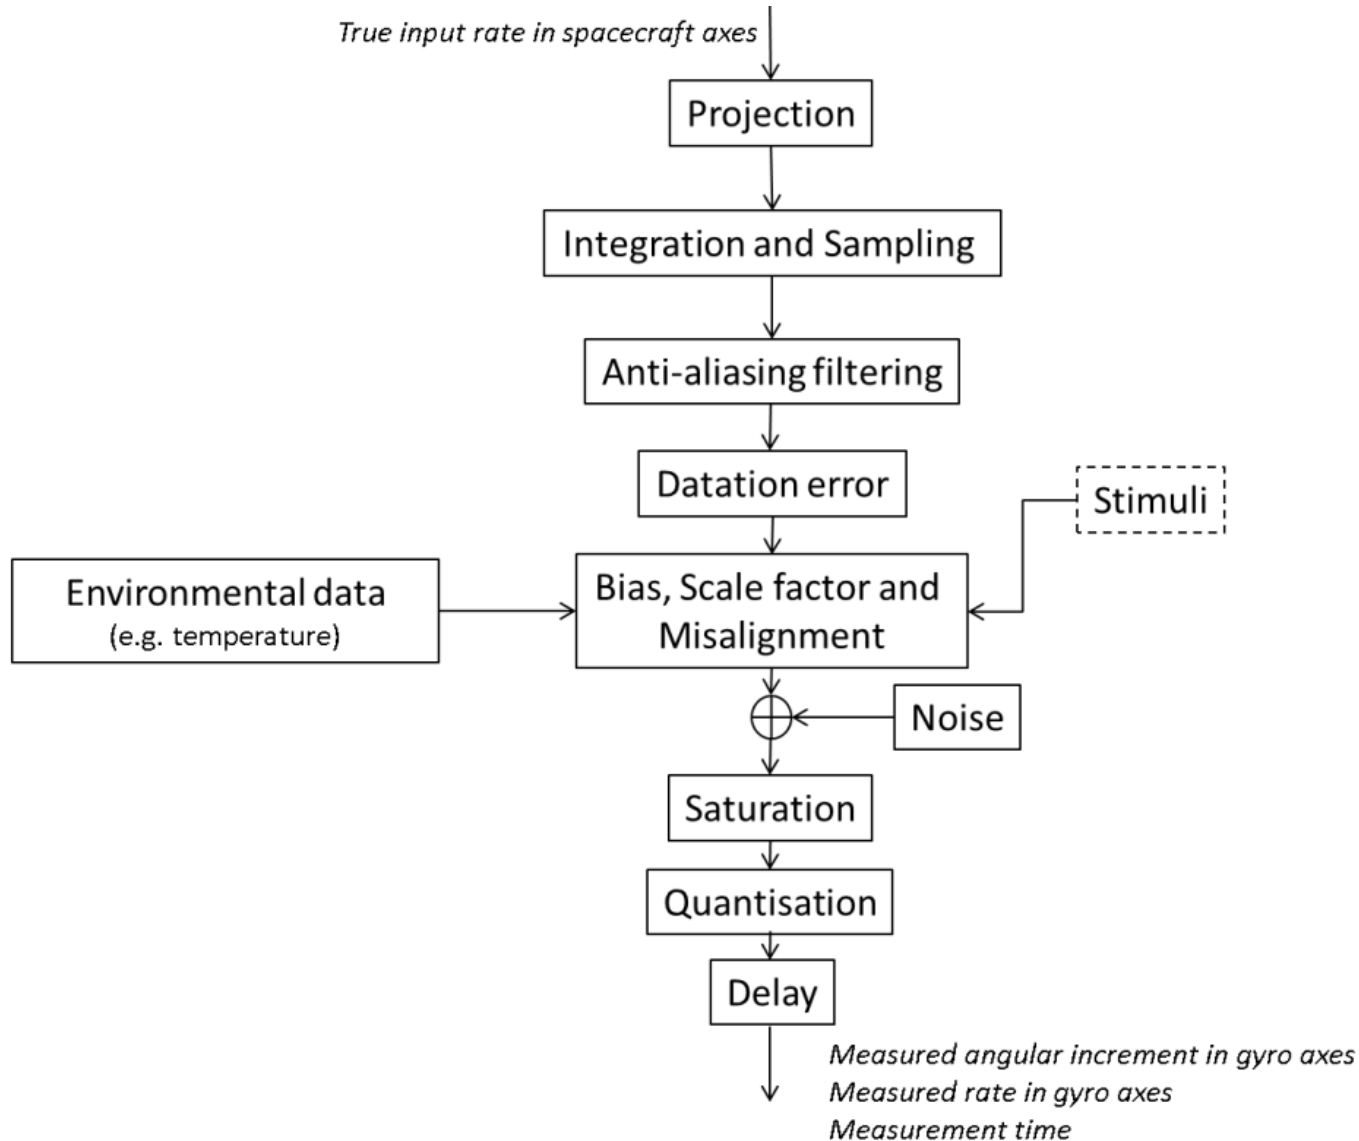 True input rate in spacecraft axes
Projection
Integration and Sampling
Anti-aliasing filtering
Datation error
Stimuli
Environmental data
(e.g. temperature)
Bias, Scale factor and
Misalignment
Noise
Saturation
Quantisation
Delay
Measured angular increment in gyro axes
Measured rate in gyro axes
Measurement time